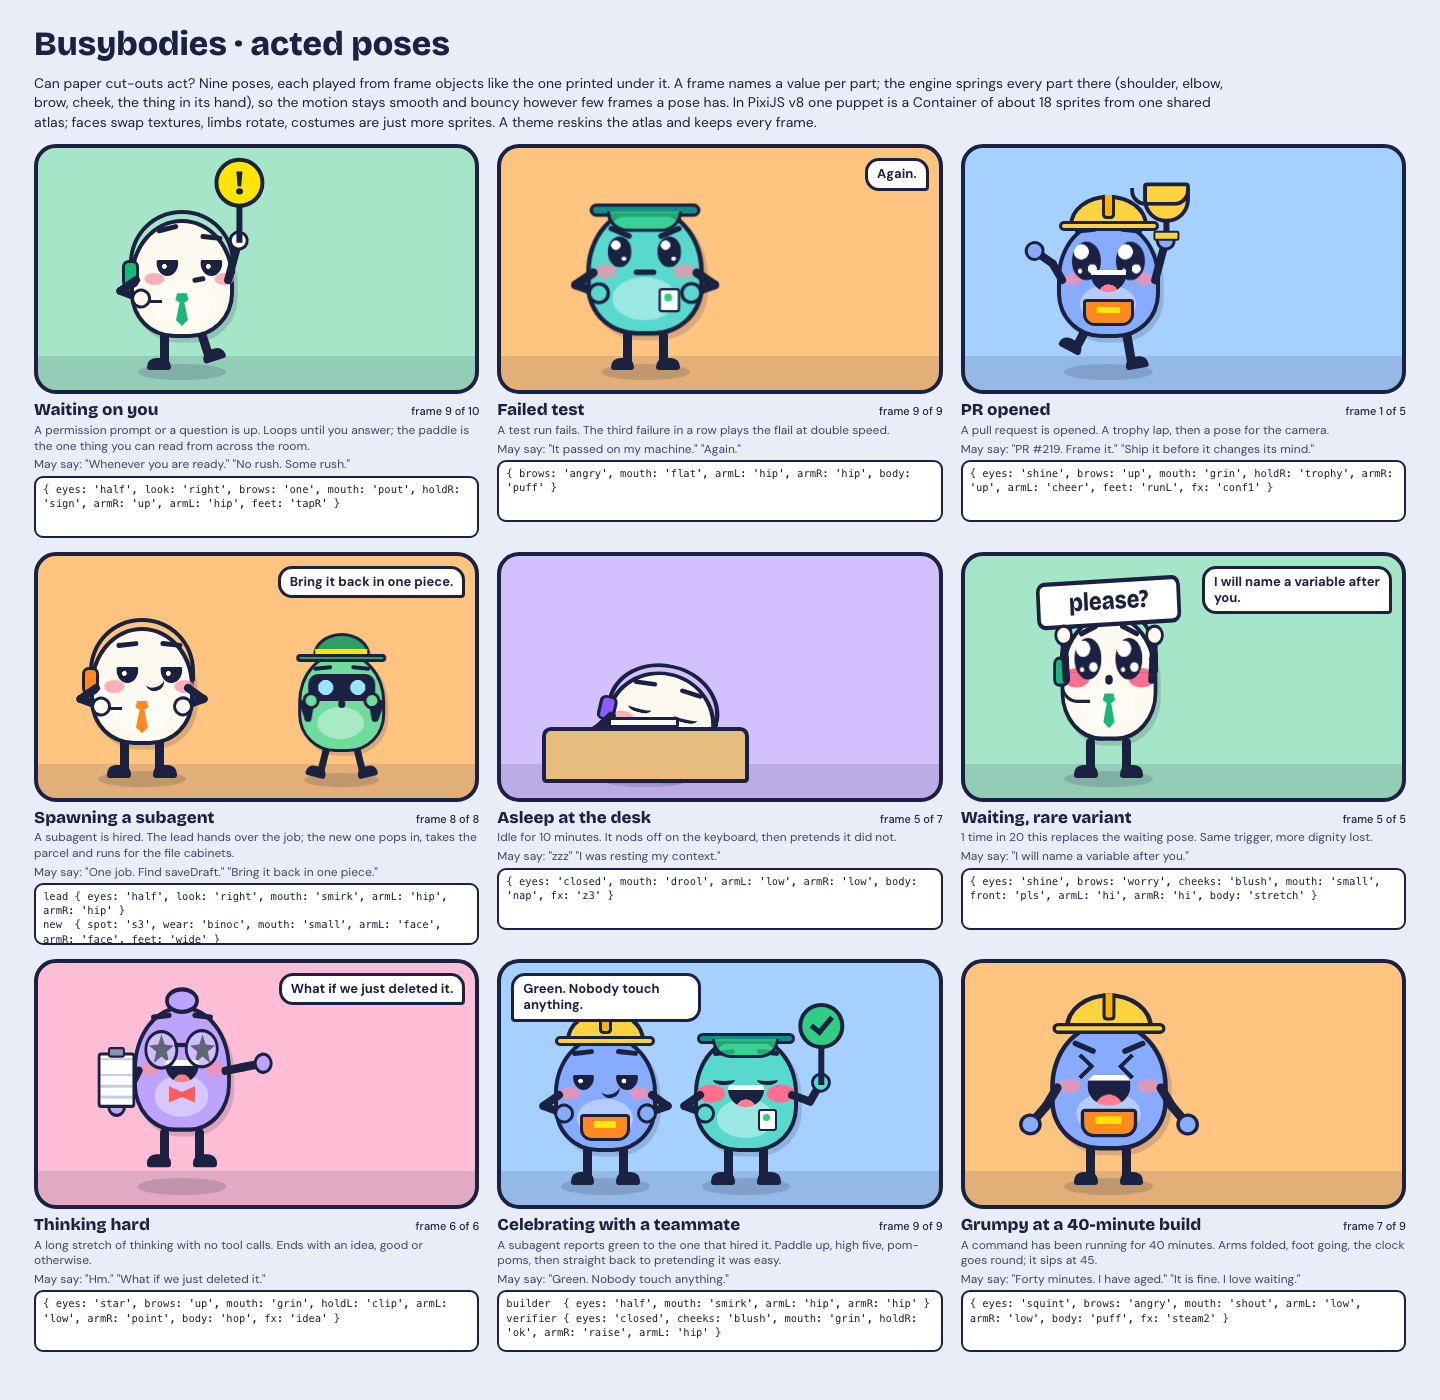 Busybodies · acted poses
Can paper cut-outs act? Nine poses, each played from frame objects like the one printed under it. A frame names a value per part; the engine springs every part there (shoulder, elbow,
brow, cheek, the thing in its hand), so the motion stays smooth and bouncy however few frames a pose has. In PixiJS v8 one puppet is a Container of about 18 sprites from one shared
atlas; faces swap textures, limbs rotate, costumes are just more sprites. A theme reskins the atlas and keeps every frame.
!
Waiting on you
frame 9 of 10
A permission prompt or a question is up. Loops until you answer; the paddle is
the one thing you can read from across the room.
May say: "Whenever you are ready." "No rush. Some rush."
{ eyes: 'half', look: 'right', brows: 'one', mouth: 'pout', holdR:
'sign', armR: 'up', armL: 'hip', feet: 'tapR' }
Again.
Failed test
frame 9 of 9
A test run fails. The third failure in a row plays the flail at double speed.
May say: "It passed on my machine." "Again."
{ brows: 'angry', mouth: 'flat', armL: 'hip', armR: 'hip', body:
'puff' }
PR opened
frame 1 of 5
A pull request is opened. A trophy lap, then a pose for the camera.
May say: "PR #219. Frame it." "Ship it before it changes its mind."
{ eyes: 'shine', brows: 'up', mouth: 'grin', holdR: 'trophy', armR:
'up', armL: 'cheer', feet: 'runL', fx: 'conf1' }
Bring it back in one piece.
Spawning a subagent
frame 8 of 8
A subagent is hired. The lead hands over the job; the new one pops in, takes the
parcel and runs for the file cabinets.
May say: "One job. Find saveDraft." "Bring it back in one piece."
lead { eyes: 'half', look: 'right', mouth: 'smirk', armL: 'hip',
armR: 'hip' }
new  { spot: 's3', wear: 'binoc', mouth: 'small', armL: 'face',
armR: 'face', feet: 'wide' }
Asleep at the desk
frame 5 of 7
Idle for 10 minutes. It nods off on the keyboard, then pretends it did not.
May say: "zzz" "I was resting my context."
{ eyes: 'closed', mouth: 'drool', armL: 'low', armR: 'low', body:
'nap', fx: 'z3' }
please?
I will name a variable after
you.
Waiting, rare variant
frame 5 of 5
1 time in 20 this replaces the waiting pose. Same trigger, more dignity lost.
May say: "I will name a variable after you."
{ eyes: 'shine', brows: 'worry', cheeks: 'blush', mouth: 'small',
front: 'pls', armL: 'hi', armR: 'hi', body: 'stretch' }
What if we just deleted it.
Thinking hard
frame 6 of 6
A long stretch of thinking with no tool calls. Ends with an idea, good or
otherwise.
May say: "Hm." "What if we just deleted it."
{ eyes: 'star', brows: 'up', mouth: 'grin', holdL: 'clip', armL:
'low', armR: 'point', body: 'hop', fx: 'idea' }
Green. Nobody touch
anything.
Celebrating with a teammate
frame 9 of 9
A subagent reports green to the one that hired it. Paddle up, high five, pom-
poms, then straight back to pretending it was easy.
May say: "Green. Nobody touch anything."
builder  { eyes: 'half', mouth: 'smirk', armL: 'hip', armR: 'hip' }
verifier { eyes: 'closed', cheeks: 'blush', mouth: 'grin', holdR:
'ok', armR: 'raise', armL: 'hip' }
Grumpy at a 40-minute build
frame 7 of 9
A command has been running for 40 minutes. Arms folded, foot going, the clock
goes round; it sips at 45.
May say: "Forty minutes. I have aged." "It is fine. I love waiting."
{ eyes: 'squint', brows: 'angry', mouth: 'shout', armL: 'low',
armR: 'low', body: 'puff', fx: 'steam2' }